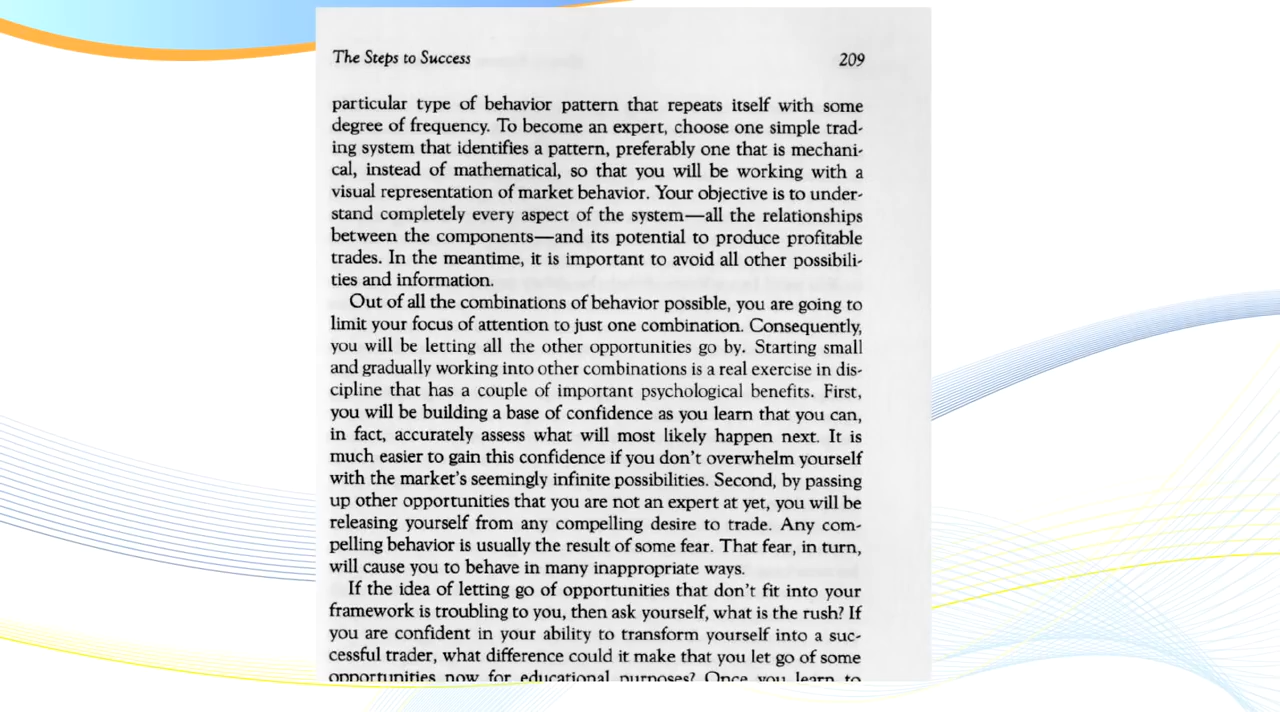 The Steps to Success 209
particular type of behavior pattern that repeats itself with some
degree of frequency. To become an expert, choose one simple trad-
ing system that identifies a pattern, preferably one that is mechani-
cal, instead of mathematical, so that you will be working with a
visual representation of market behavior. Your objective is to under-
stand completely every aspect of the system—all the relationships
between the components—and its potential to produce profitable
trades. In the meantime, it is important to avoid all other possibili-
ties and information.
Out of all the combinations of behavior possible, you are going to
limit your focus of attention to just one combination. Consequently,
you will be letting all the other opportunities go by. Starting small
and gradually working into other combinations is a real exercise in dis-
cipline that has a couple of important psychological benefits. First,
you will be building a base of confidence as you learn that you can,
in fact, accurately assess what will most likely happen next. It is
much easier to gain this confidence if you don't overwhelm yourself
with the market's seemingly infinite possibilities. Second, by passing
up other opportunities that you are not an expert at yet, you will be
releasing yourself from any compelling desire to trade. Any com-
pelling behavior is usually the result of some fear. That fear, in turn,
will cause you to behave in many inappropriate ways.
If the idea of letting go of opportunities that don't fit into your
framework is troubling to you, then ask yourself, what is the rush? If
you are confident in your ability to transform yourself into a suc-
cessful trader, what difference could it make that you let go of some
opportunities now for educational purposes? Once you learn to